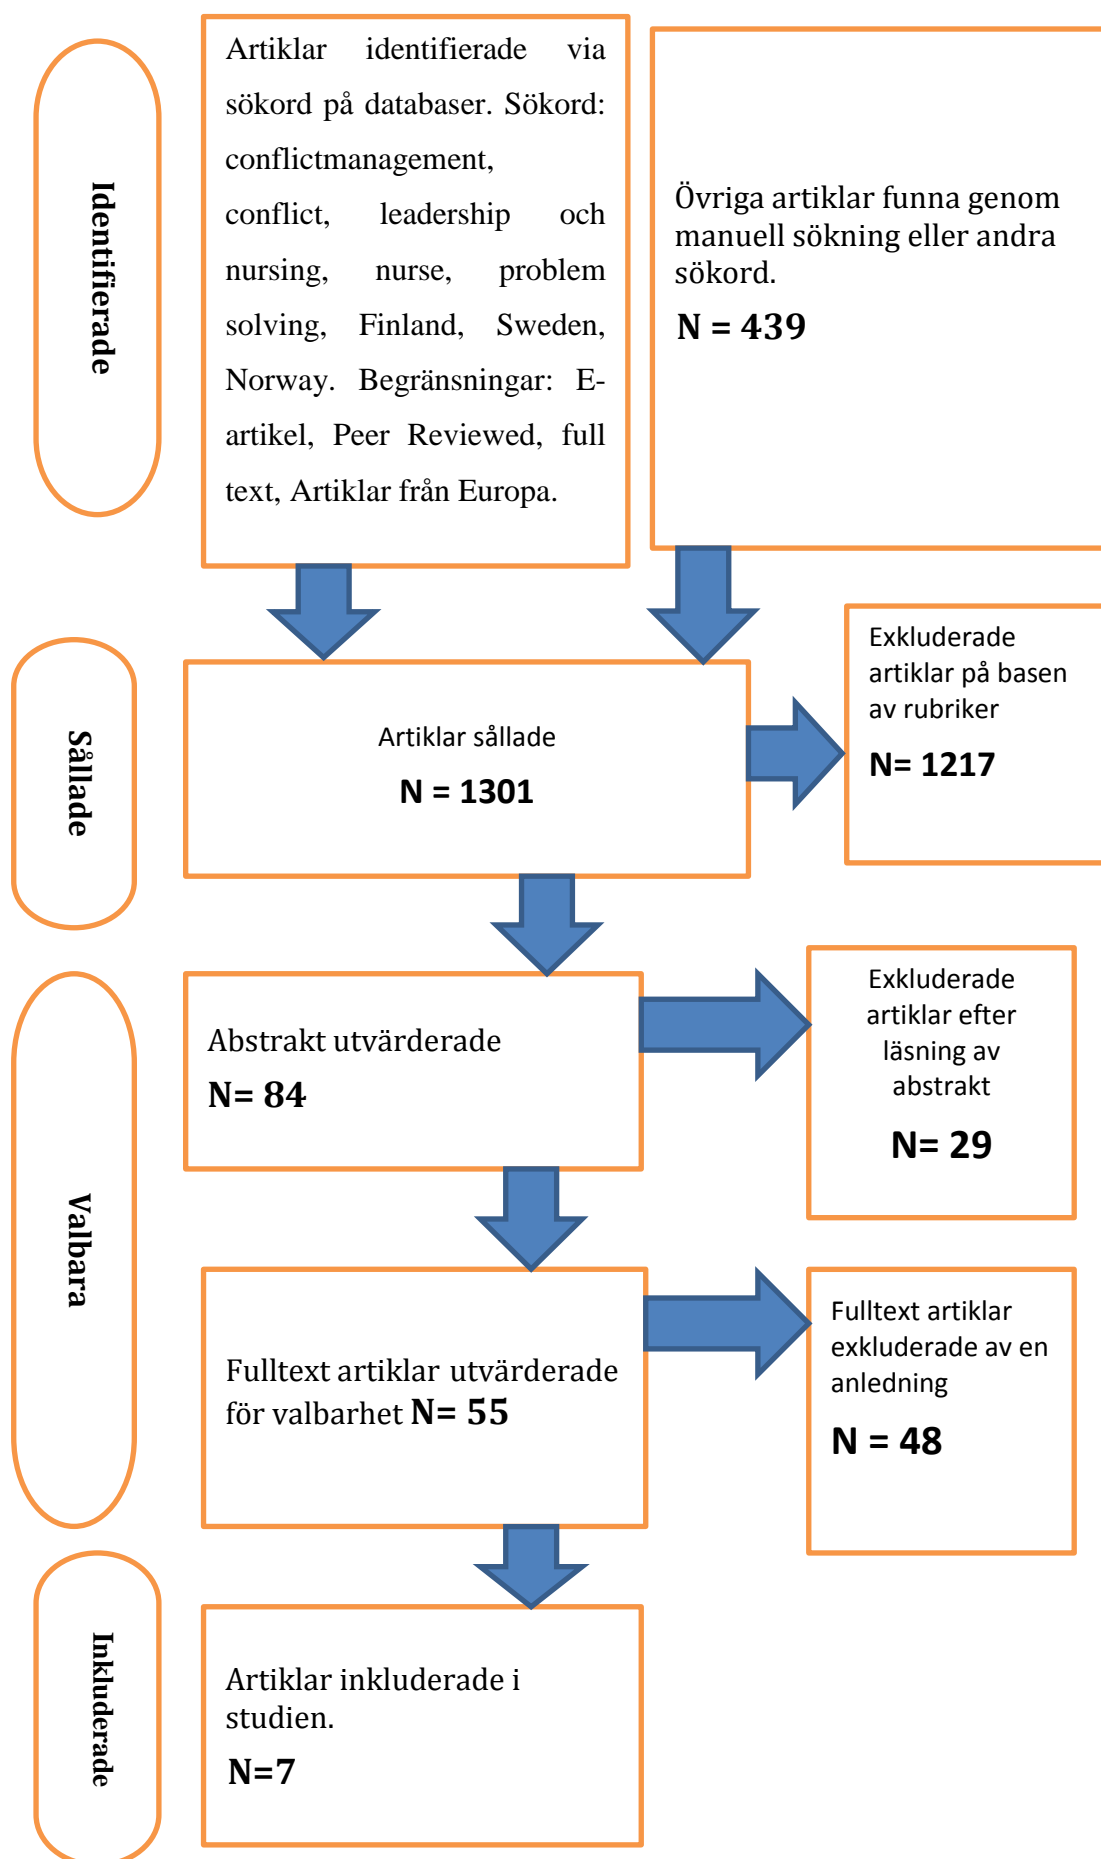 Identifierade
Artiklar identifierade via
sökord på databaser. Sökord:
conflictmanagement,
conflict, leadership och
nursing, nurse, problem
solving, Finland, Sweden,
Norway. Begränsningar: E-
artikel, Peer Reviewed, full
text, Artiklar från Europa.
Övriga artiklar funna genom
manuell sökning eller andra
sökord.
N = 439
Sållade
Artiklar sållade
N = 1301
Exkluderade
artiklar på basen
av rubriker
N= 1217
Valbara
Abstrakt utvärderade
N= 84
Exkluderade
artiklar efter
läsning av
abstrakt
N= 29
Fulltext artiklar utvärderade
för valbarhet N= 55
Fulltext artiklar
exkluderade av en
anledning
N = 48
Inkluderade
Artiklar inkluderade i
studien.
N=7